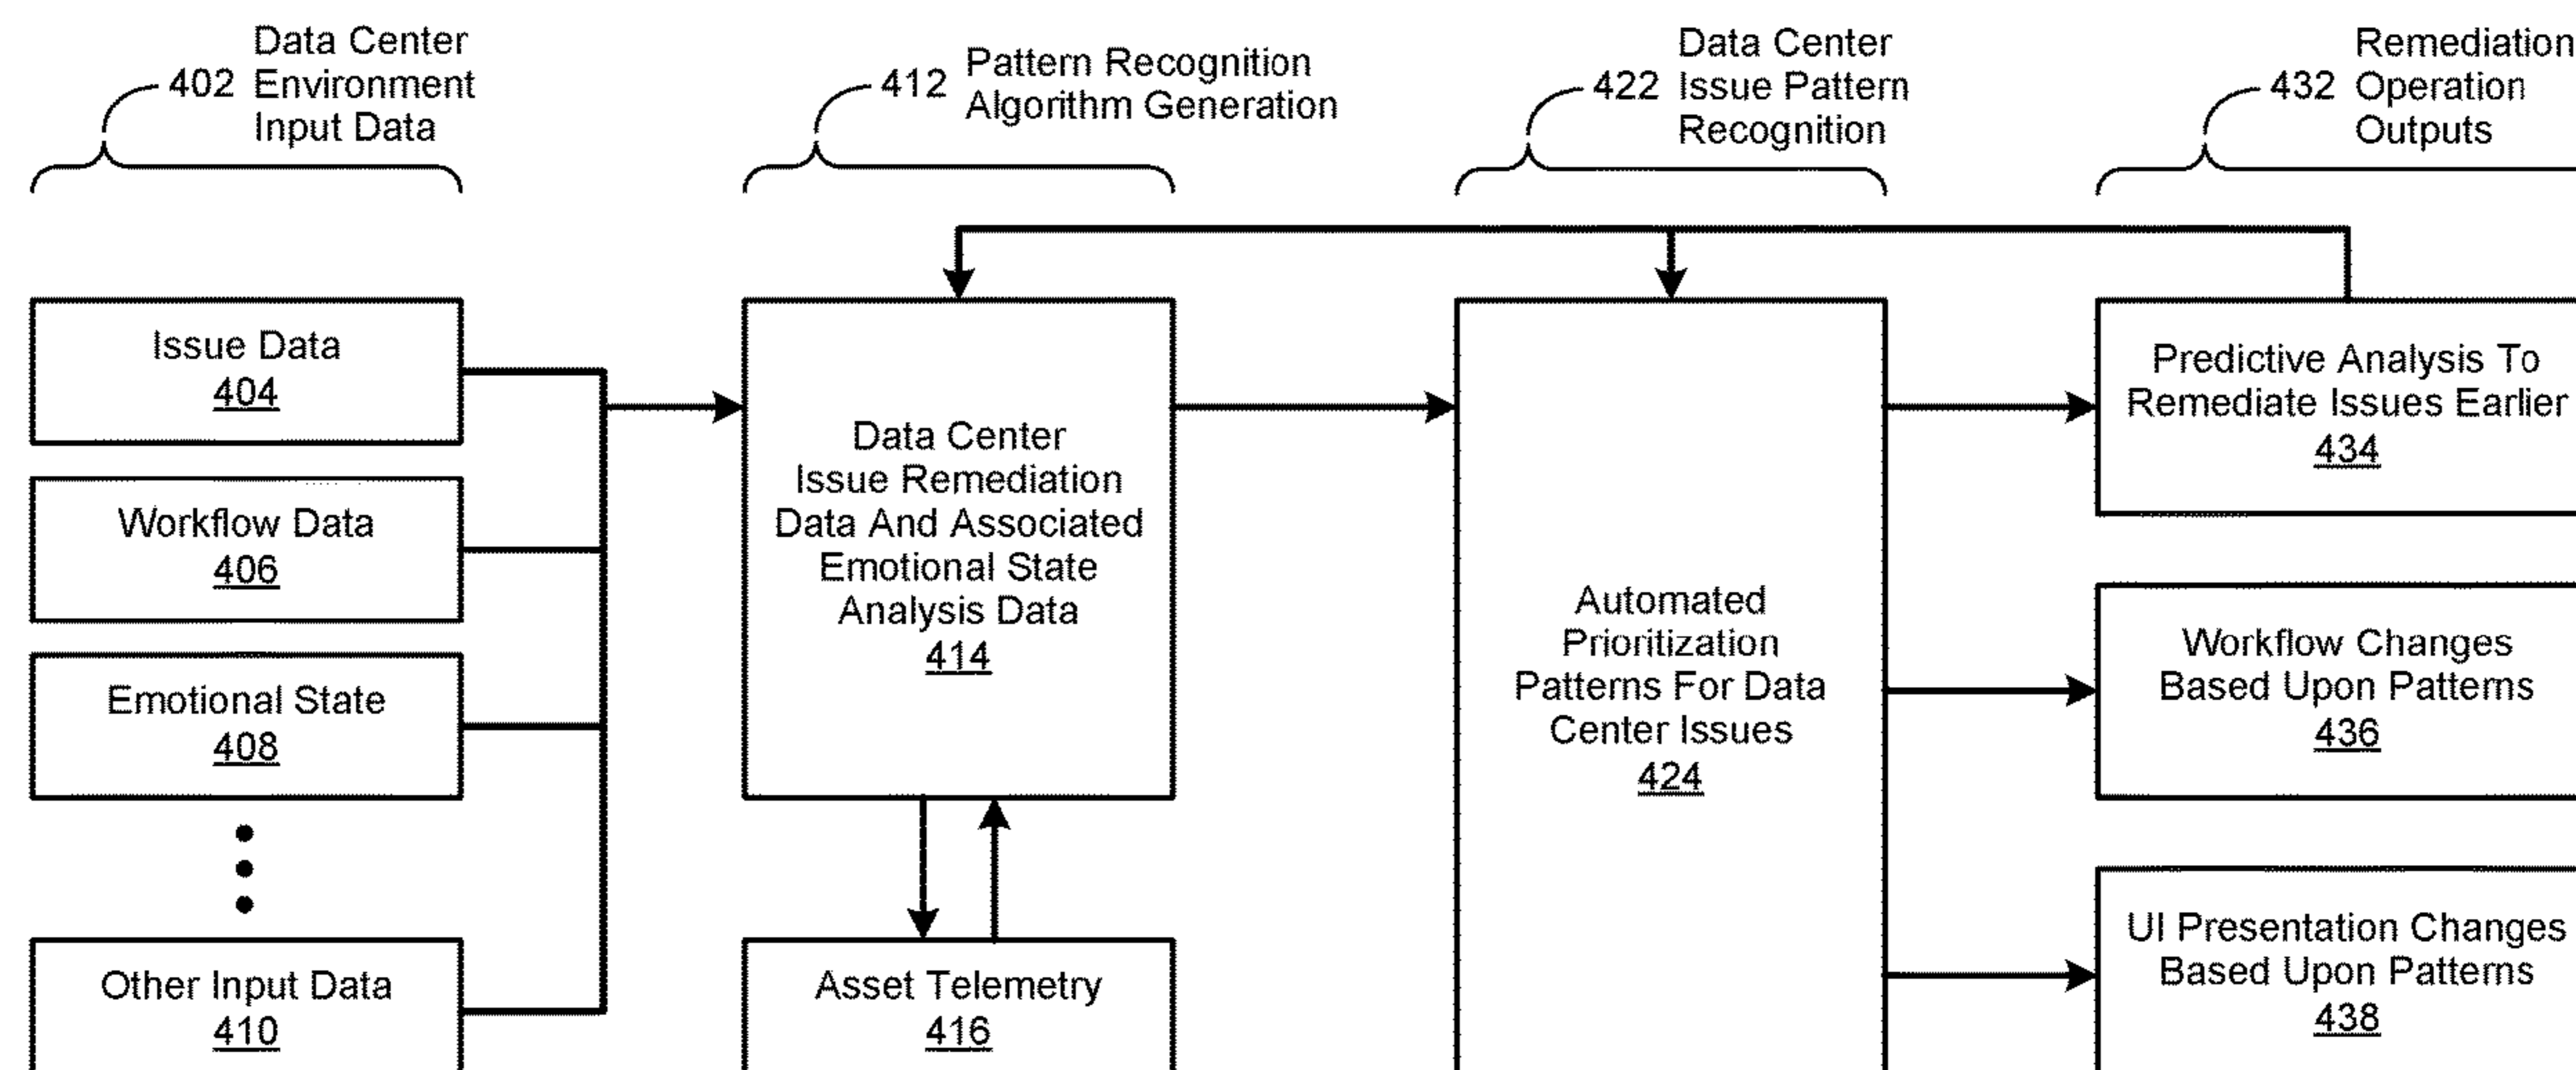 Data Center
402 Environment
Input Data
412
Pattern Recognition
Algorithm Generation
Data Center
422 Issue Pattern
Recognition
Remediation
432 Operation
Outputs
Issue Data
404
Workflow Data
406
Emotional State
408
Other Input Data
410
Data Center
Issue Remediation
Data And Associated
Emotional State
Analysis Data
414
Asset Telemetry
416
Automated
Prioritization
Patterns For Data
Center Issues
424
Predictive Analysis To
Remediate Issues Earlier
434
Workflow Changes
Based Upon Patterns
436
UI Presentation Changes
Based Upon Patterns
438